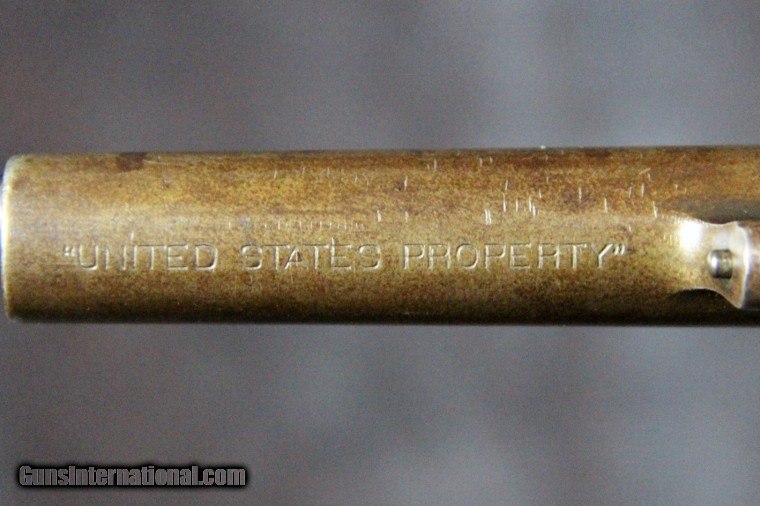 "UNITED STATES PROPERTY"
GunsInternational.com